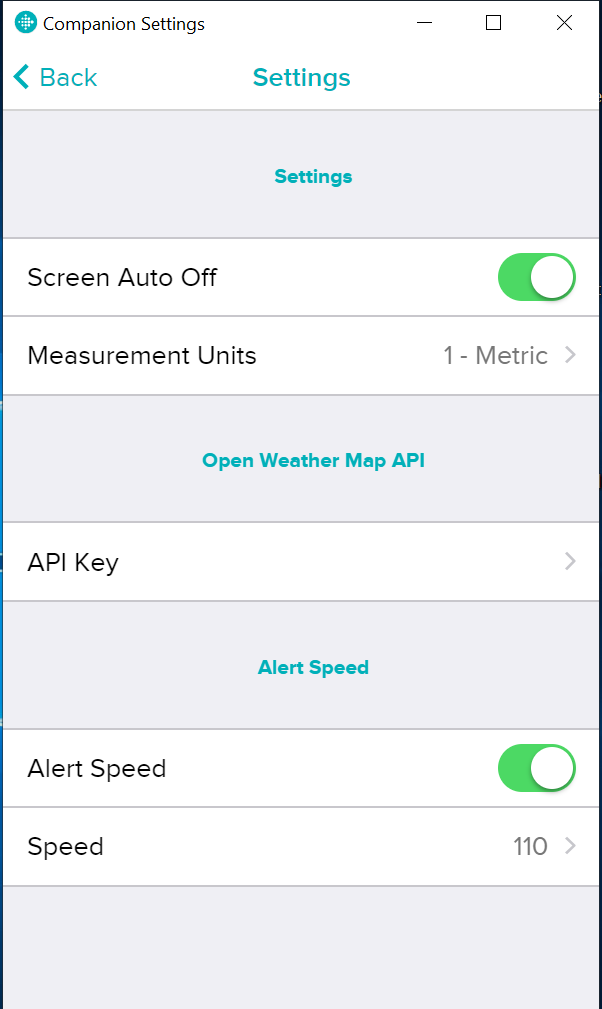 Companion Settings
Back Settings
Settings
Screen Auto Off
Measurement Units 1 - Metric
Open Weather Map API
API Key
Alert Speed
Alert Speed
Speed 110